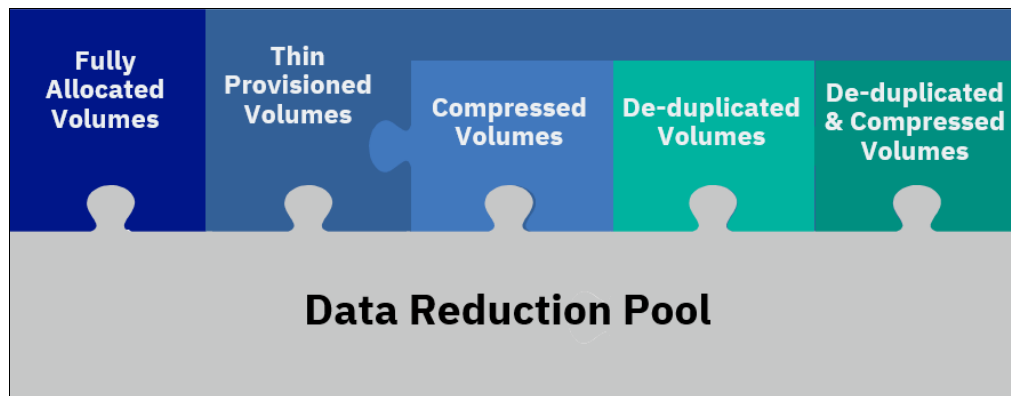 Fully
Allocated
Volumes
Thin
Provisioned
Volumes
Compressed
Volumes
De-duplicated
Volumes
De-duplicated
& Compressed
Volumes
Data Reduction Pool